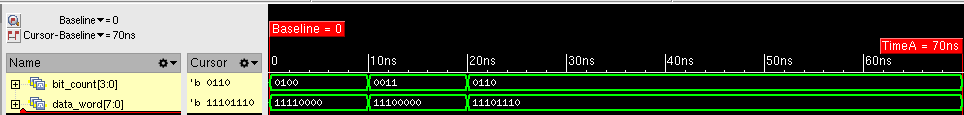 Baseline ▾= 0
Cursor-Baseline ▾= 70ns
Baseline = 0
TimeA = 70ns
Name Cursor 0 10ns 20ns 30ns 40ns 50ns 60ns
bit_count[3:0] 'b 0110 0100 0011 0110
data_word[7:0] 'b 11101110 11110000 11100000 11101110